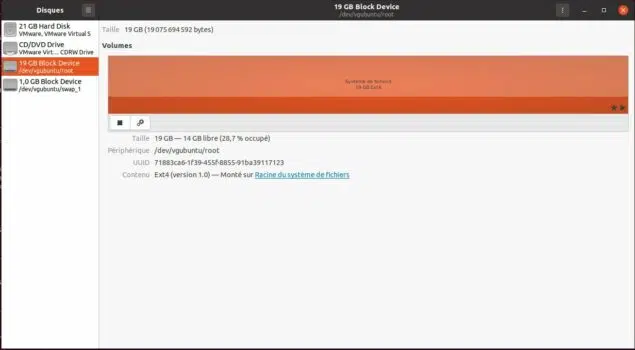 Disques
19 GB Block Device
/dev/vgubuntu/root
21 GB Hard Disk
VMware, VMware Virtual S
CD/DVD Drive
VMware Virt… CDRW Drive
19 GB Block Device
/dev/vgubuntu/root
1,0 GB Block Device
/dev/vgubuntu/swap_1
Taille 19 GB (19 075 694 592 bytes)
Volumes
Système de fichiers
19 GB Ext4
Taille 19 GB — 14 GB libre (28,7 % occupé)
Périphérique /dev/vgubuntu/root
UUID 71883ca6-1f39-455f-8855-91ba39117123
Contenu Ext4 (version 1.0) — Monté sur Racine du système de fichiers